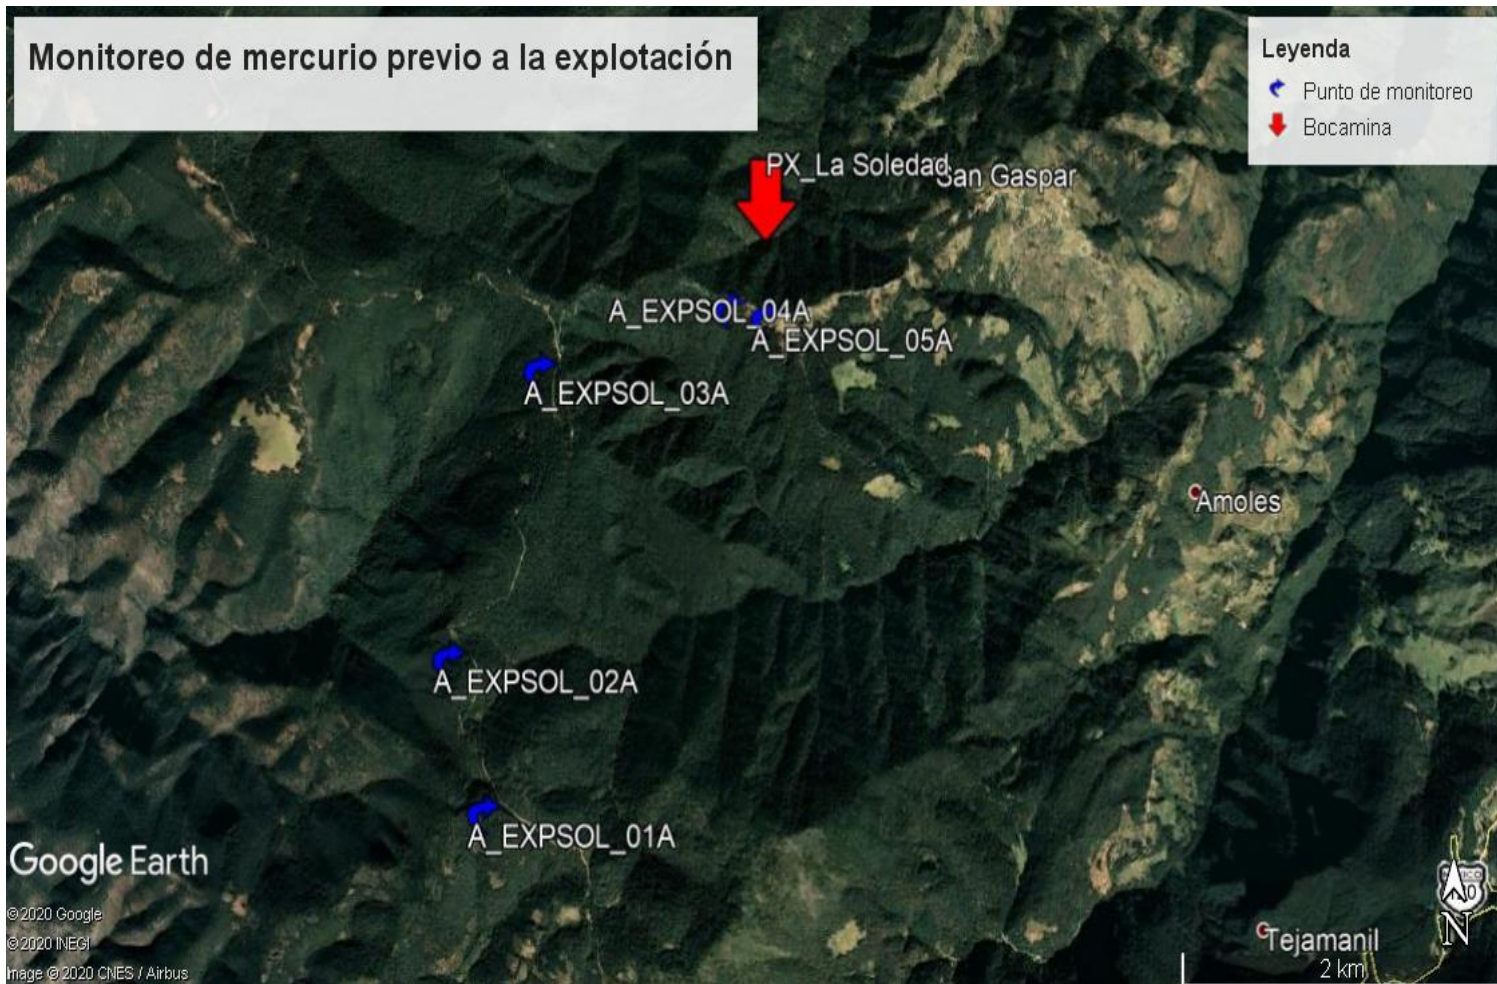 Monitoreo de mercurio previo a la explotación
Leyenda
Punto de monitoreo
Bocamina
PX_La Soledad
San Gaspar
A_EXPSOL_04A
A_EXPSOL_05A
A_EXPSOL_03A
Amoles
A_EXPSOL_02A
A_EXPSOL_01A
Google Earth
©2020 Google
©2020 INEGI
Image © 2020 CNES / Airbus
N
Tejamanil
2 km